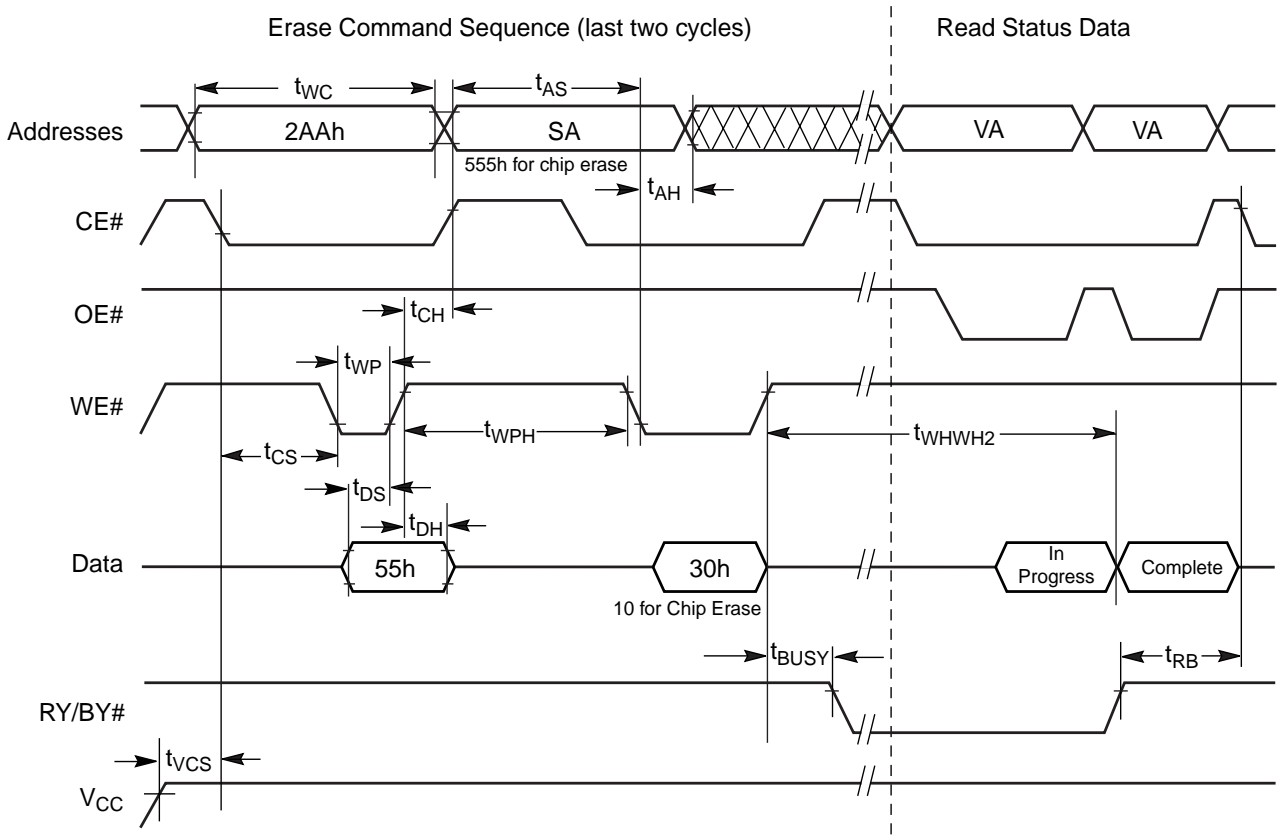 Erase Command Sequence (last two cycles)
Read Status Data
tWC
tAS
Addresses
2AAh
SA
VA
VA
555h for chip erase
tAH
CE#
OE#
tCH
tWP
WE#
tWPH
tWHWH2
tCS
tDS
tDH
Data
55h
30h
In
Progress
Complete
10 for Chip Erase
tBUSY
tRB
RY/BY#
tVCS
VCC